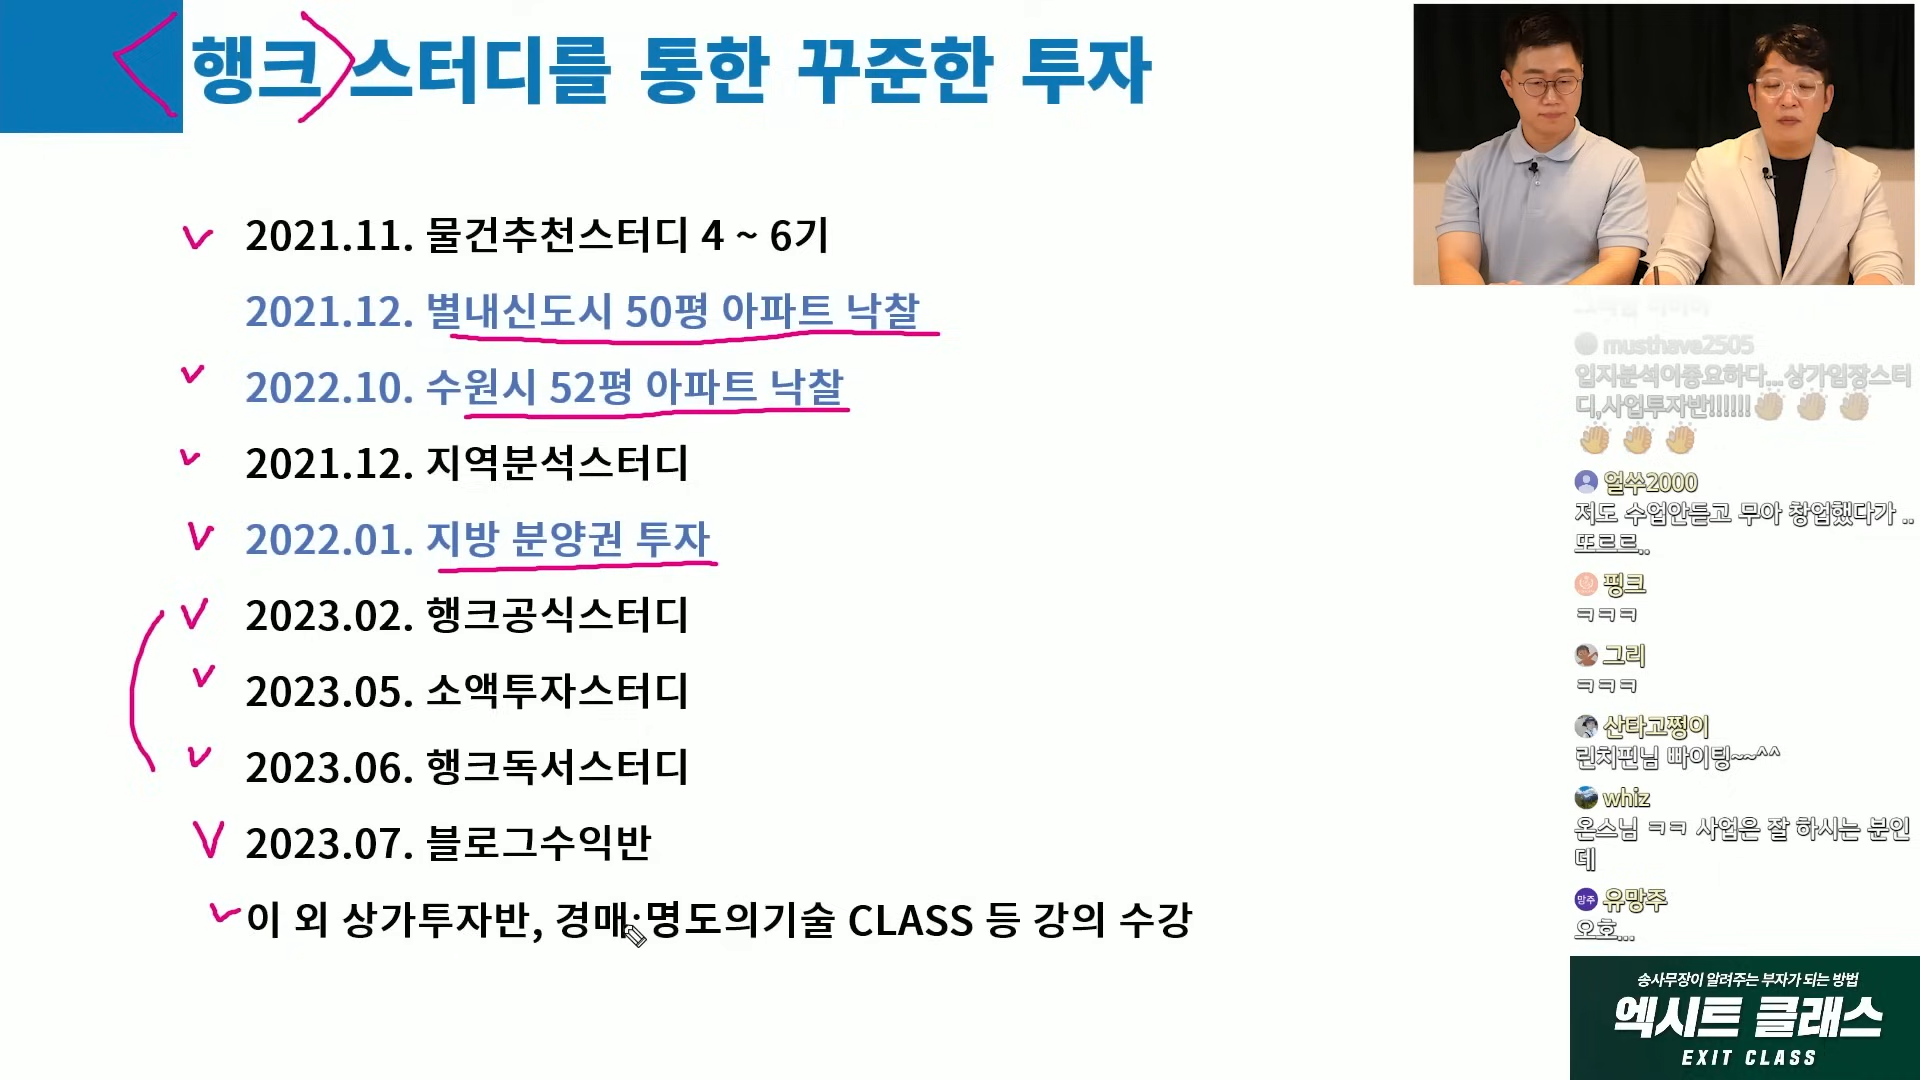 행크스터디를 통한 꾸준한 투자
2021.11. 물건추천스터디 4 ~ 6기
2021.12. 별내신도시 50평 아파트 낙찰
2022.10. 수원시 52평 아파트 낙찰
2021.12. 지역분석스터디
2022.01. 지방 분양권 투자
2023.02. 행크공식스터디
2023.05. 소액투자스터디
2023.06. 행크독서스터디
2023.07. 블로그수익반
이 외 상가투자반, 경매·명도의기술 CLASS 등 강의 수강
musthave2505
입지분석이중요하다...상가임장스터
디,사업투자반!!!!!!
얼쑤2000
저도 수업안듣고 무아 창업했다가 ..
또르르..
핑크
ㅋㅋㅋ
그리
ㅋㅋㅋ
산타고쩡이
린치핀님 빠이팅~~^^
whiz
온스님 ㅋㅋ 사업은 잘 하시는 분인
데
망주 유망주
오호...
송사무장이 알려주는 부자가 되는 방법
엑시트 클래스
EXIT CLASS